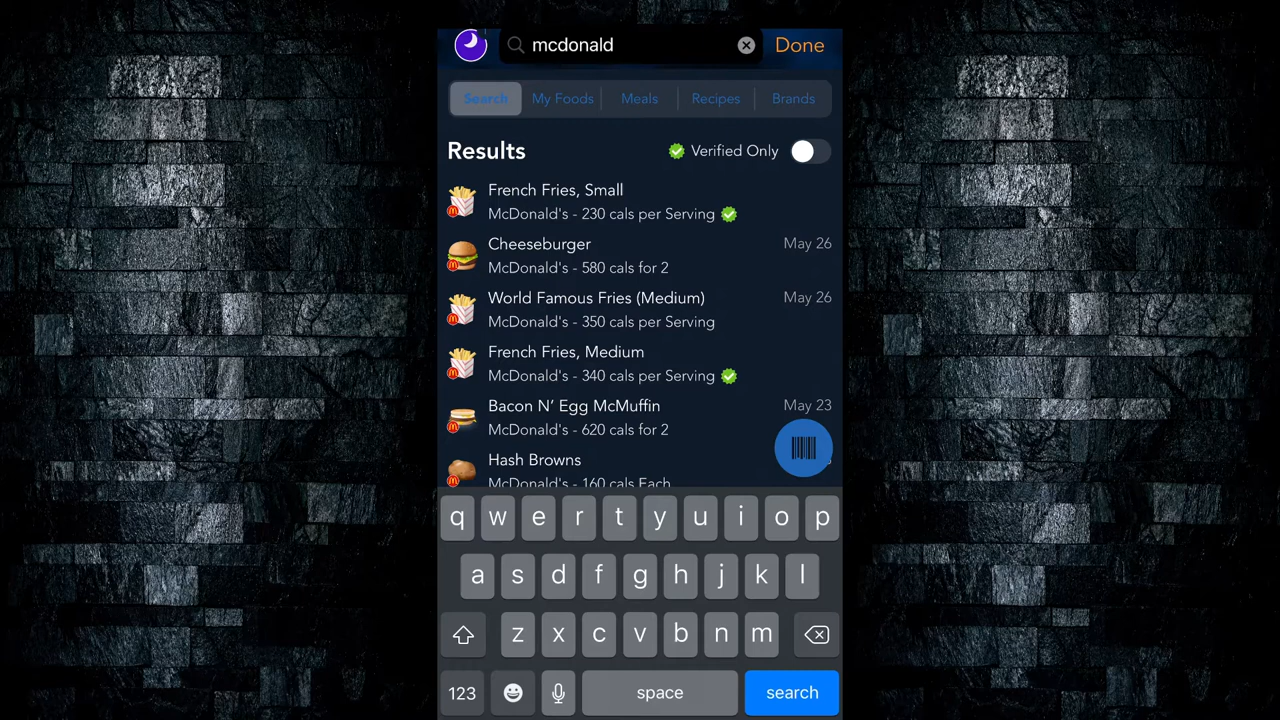 mcdonald
Done
Search
My Foods
Meals
Recipes
Brands
Results
Verified Only
French Fries, Small
McDonald's - 230 cals per Serving
Cheeseburger
May 26
McDonald's - 580 cals for 2
World Famous Fries (Medium)
May 26
McDonald's - 350 cals per Serving
French Fries, Medium
McDonald's - 340 cals per Serving
Bacon N’ Egg McMuffin
May 23
McDonald's - 620 cals for 2
Hash Browns
McDonald's - 160 cals Each
q w e r t y u i o p
a s d f g h j k l
z x c v b n m
123
space
search